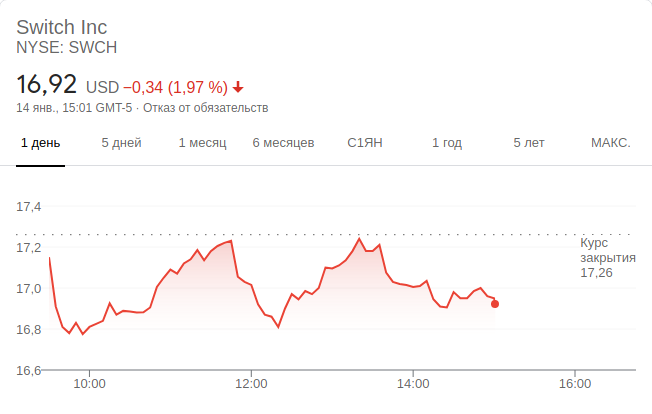 Switch Inc
NYSE: SWCH
16,92 USD −0,34 (1,97 %)
14 янв., 15:01 GMT-5 · Отказ от обязательств
1 день 5 дней 1 месяц 6 месяцев С1ЯН 1 год 5 лет МАКС.
17,4
17,2
17,0
16,8
16,6
Курс
закрытия
17,26
10:00 12:00 14:00 16:00